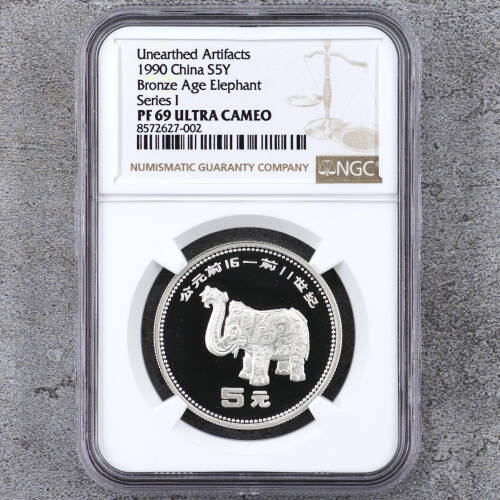 Unearthed Artifacts
1990 China S5Y
Bronze Age Elephant
Series I
PF 69 ULTRA CAMEO
8572627-002
NUMISMATIC GUARANTY COMPANY
NGC
公元前16—前11世纪
5元